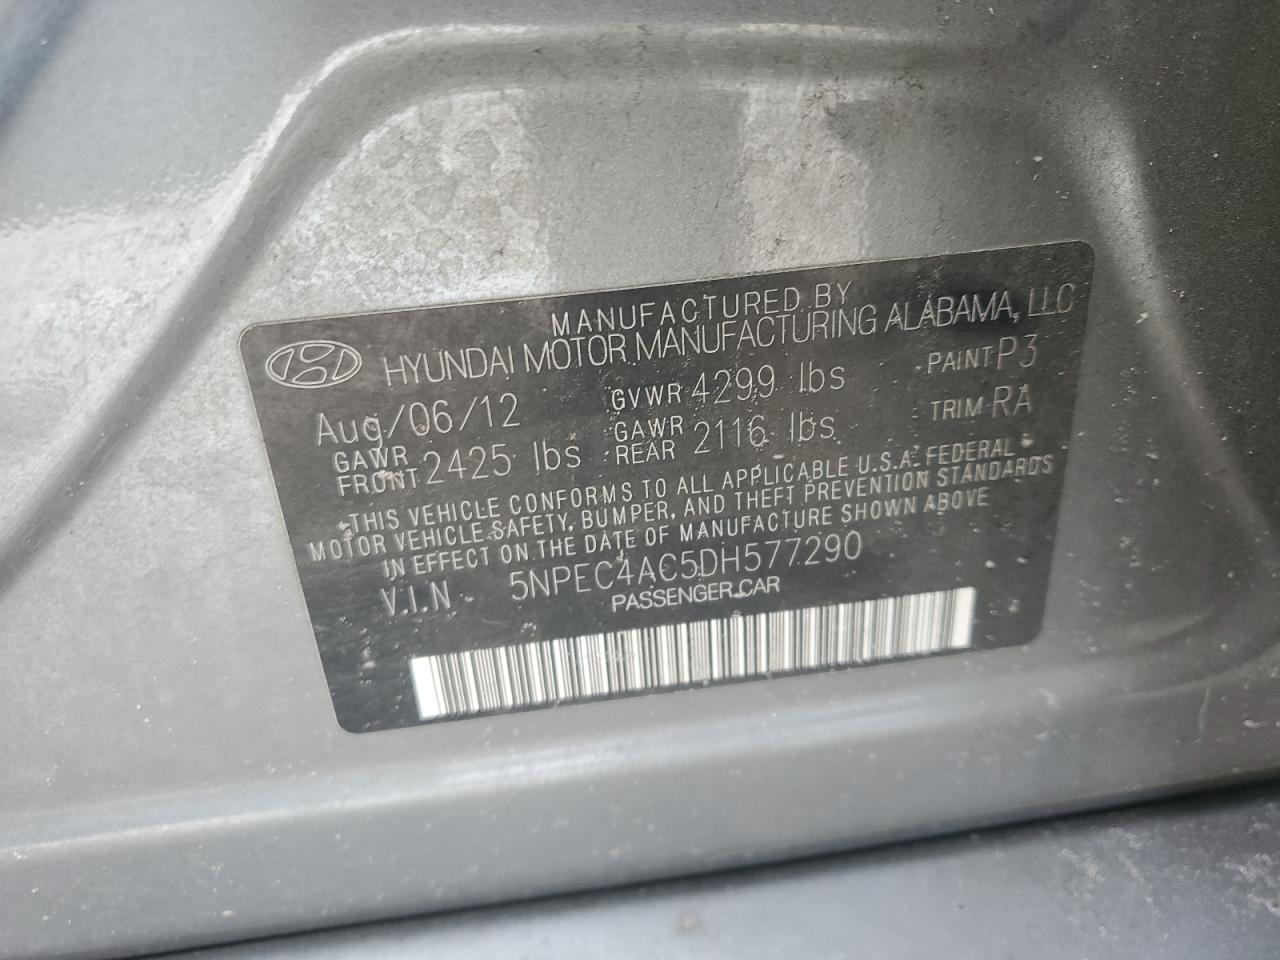 MANUFACTURED BY
HYUNDAI MOTOR MANUFACTURING ALABAMA, LLC
Aug/06/12 GVWR 4299 lbs PAINT P3
GAWR FRONT 2425 lbs GAWR REAR 2116 lbs TRIM RA
THIS VEHICLE CONFORMS TO ALL APPLICABLE U.S.A. FEDERAL
MOTOR VEHICLE SAFETY, BUMPER, AND THEFT PREVENTION STANDARDS
IN EFFECT ON THE DATE OF MANUFACTURE SHOWN ABOVE
V.I.N 5NPEC4AC5DH577290
PASSENGER CAR